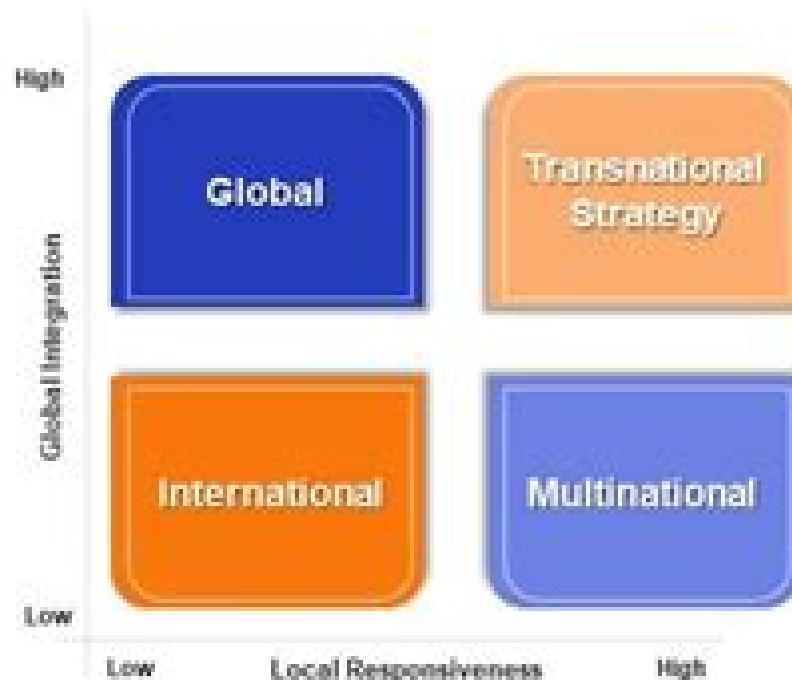 High
Global
Transnational
Strategy
Global Integration
International
Multinational
Low
Low
Local Responsiveness
High